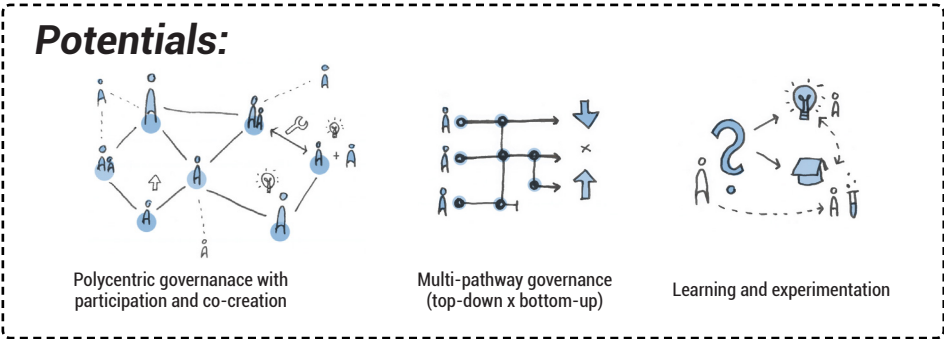 Potentials:
Polycentric governanace with
participation and co-creation
Multi-pathway governance
(top-down x bottom-up)
Learning and experimentation